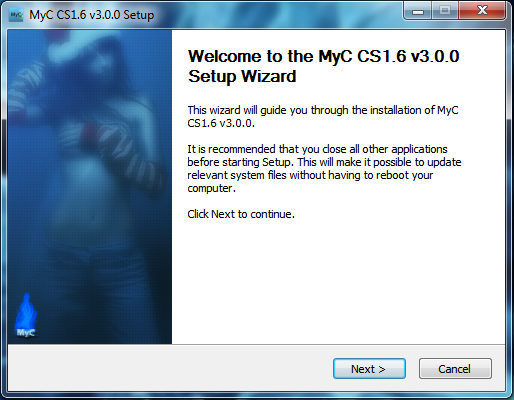 MyC CS1.6 v3.0.0 Setup
Welcome to the MyC CS1.6 v3.0.0
Setup Wizard
This wizard will guide you through the installation of MyC
CS1.6 v3.0.0.
It is recommended that you close all other applications
before starting Setup. This will make it possible to update
relevant system files without having to reboot your
computer.
Click Next to continue.
MyC
Next >
Cancel